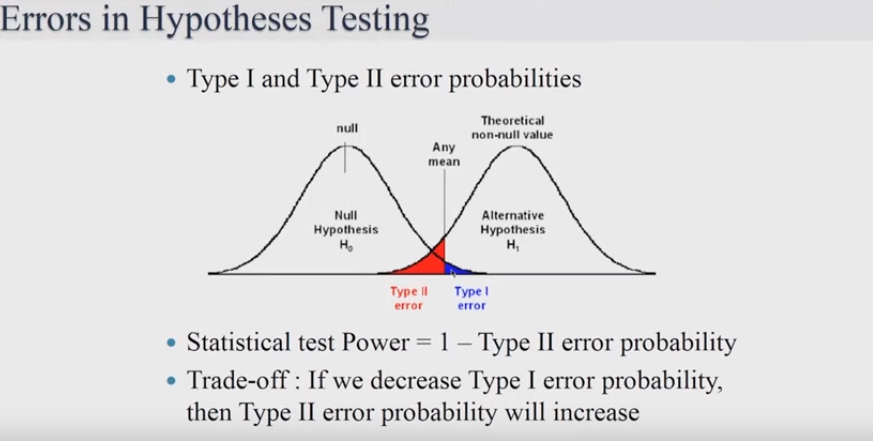 Errors in Hypotheses Testing
• Type I and Type II error probabilities
null
Theoretical
non-null value
Any
mean
Null
Hypothesis
H₀
Alternative
Hypothesis
H₁
Type II
error
Type I
error
• Statistical test Power = 1 – Type II error probability
• Trade-off : If we decrease Type I error probability,
then Type II error probability will increase